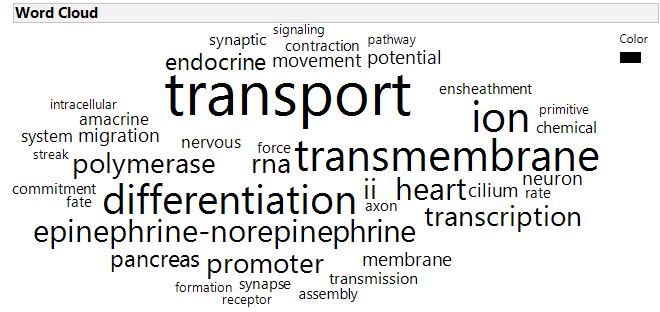 Word Cloud
signaling
synaptic
contraction
pathway
Color
endocrine
movement
potential
transport
ensheathment
intracellular
amacrine
ion
primitive
chemical
system
migration
nervous
force
streak
polymerase
rna
transmembrane
commitment
fate
differentiation
ii
heart
cilium
neuron
rate
axon
transcription
epinephrine-norepinephrine
pancreas
promoter
membrane
transmission
formation
synapse
assembly
receptor